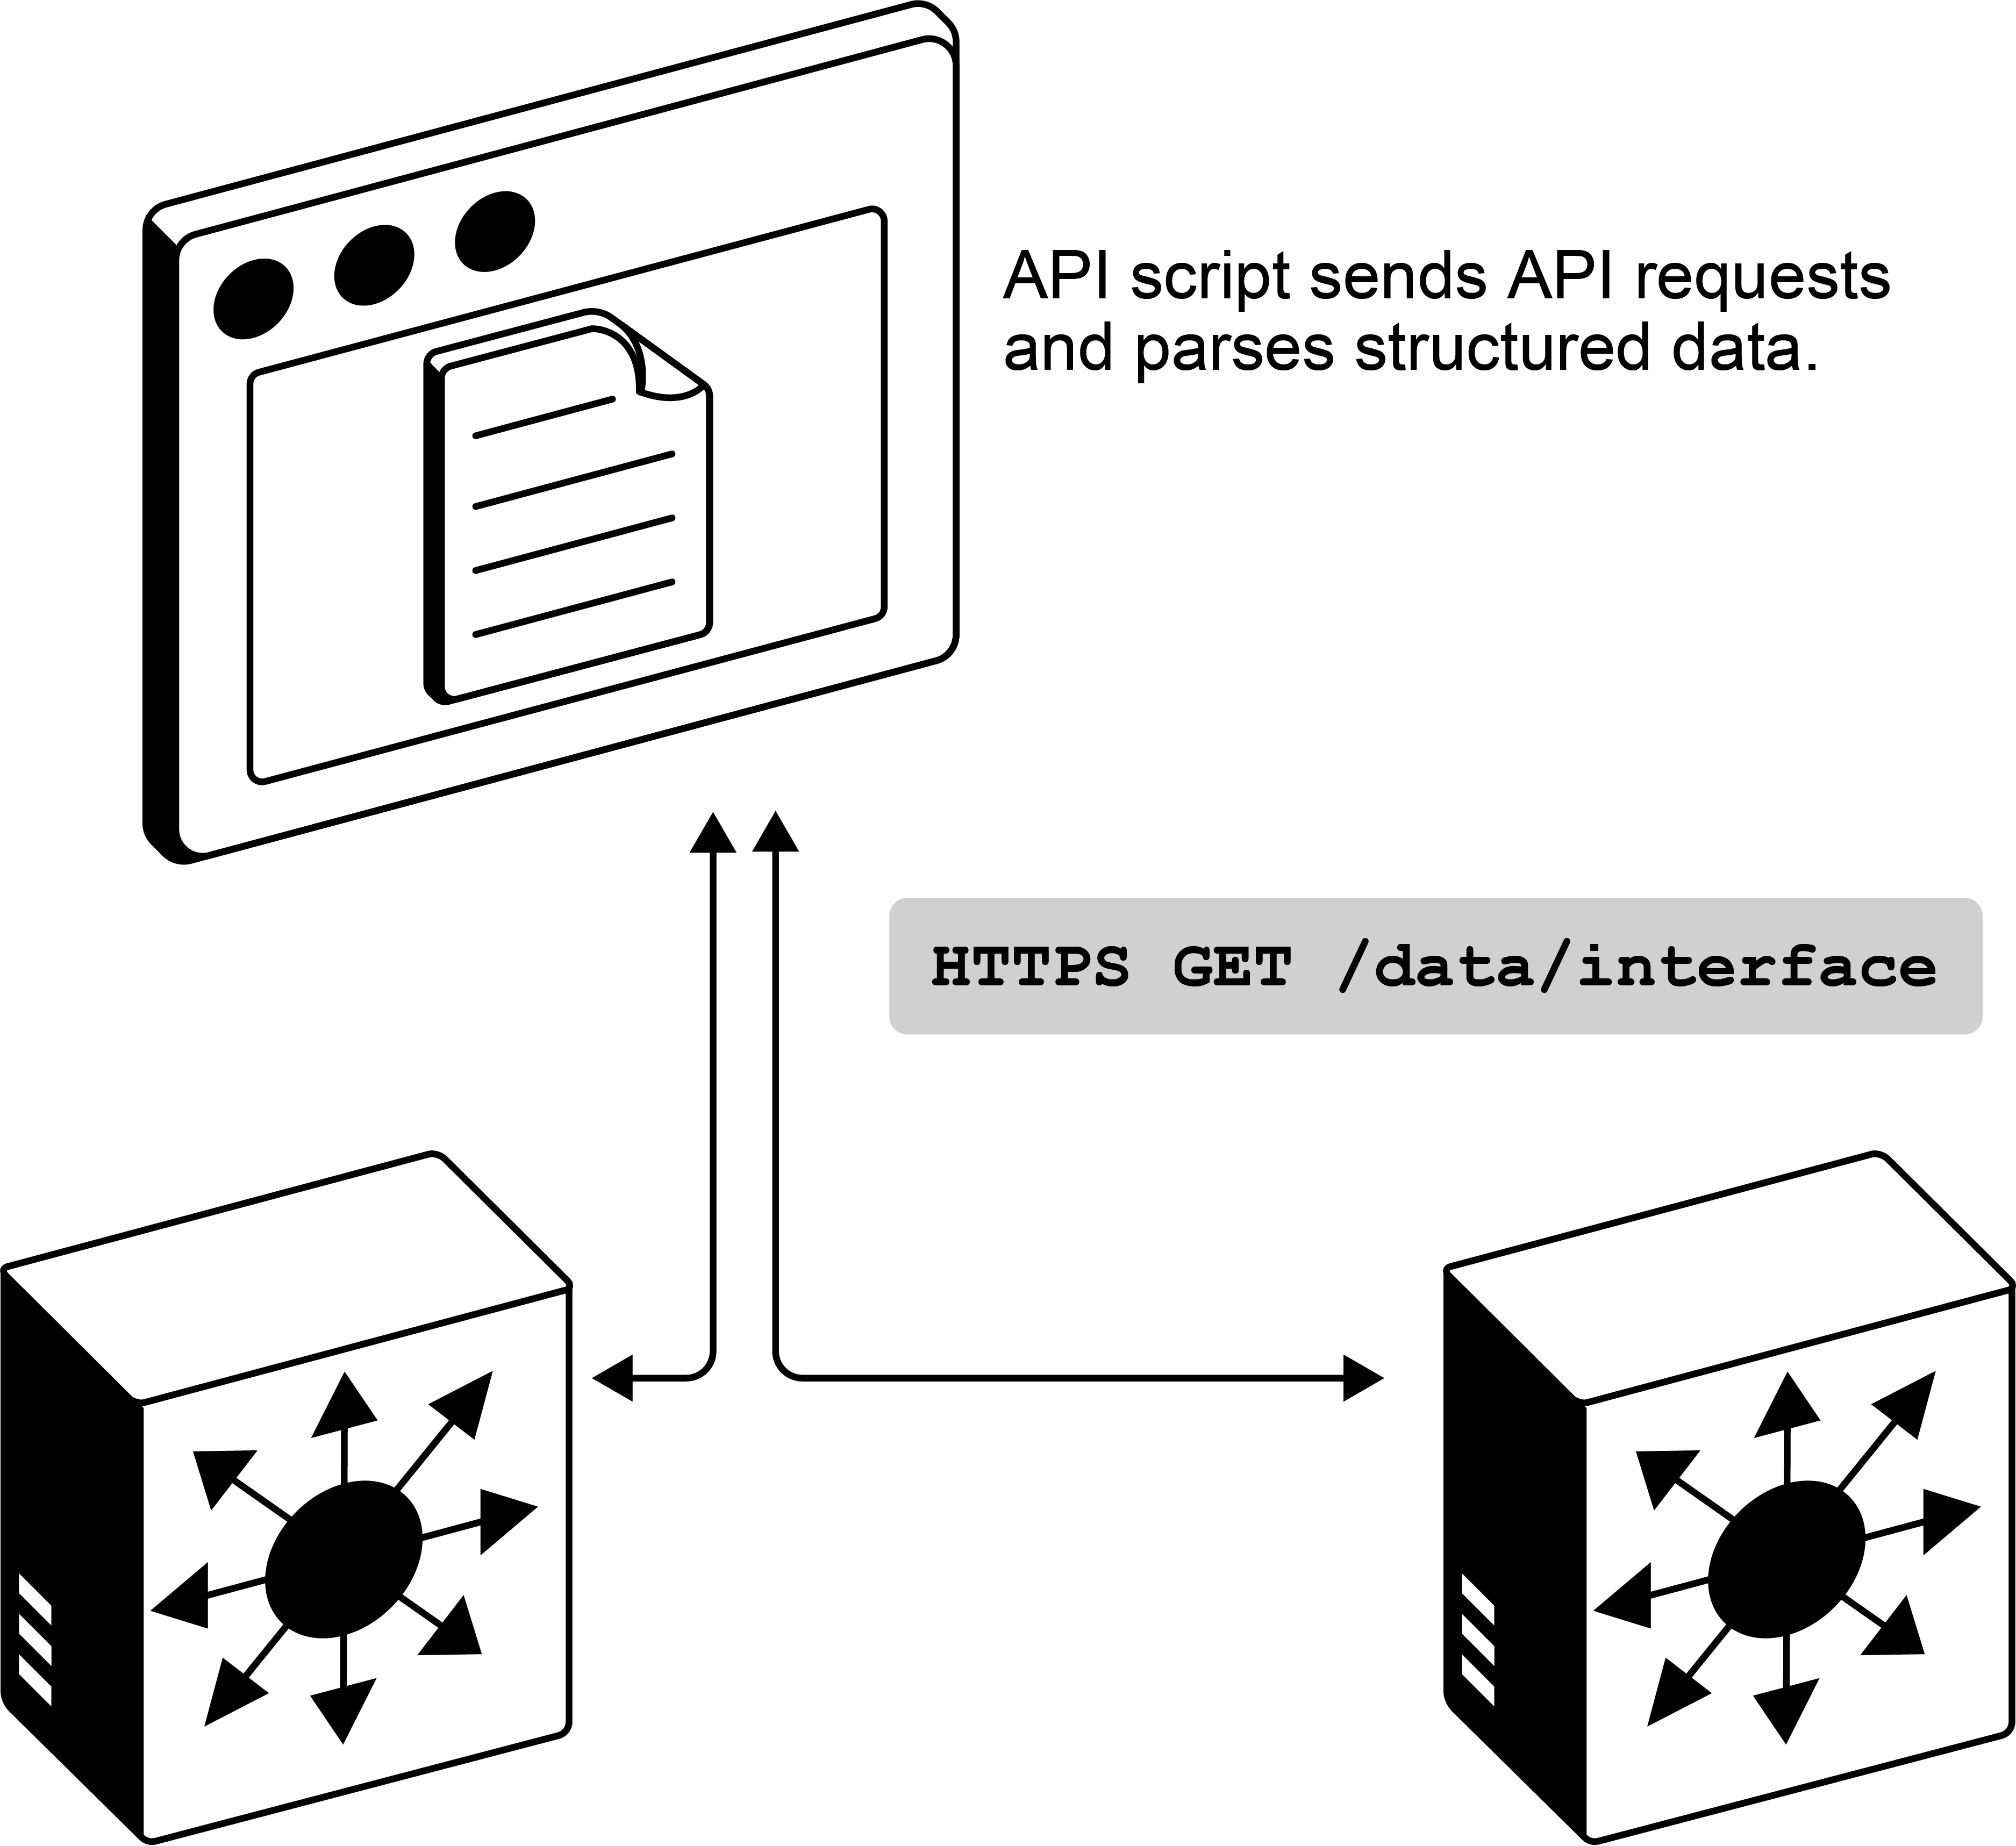 API script sends API requests
and parses structured data.
HTTPS GET /data/interface